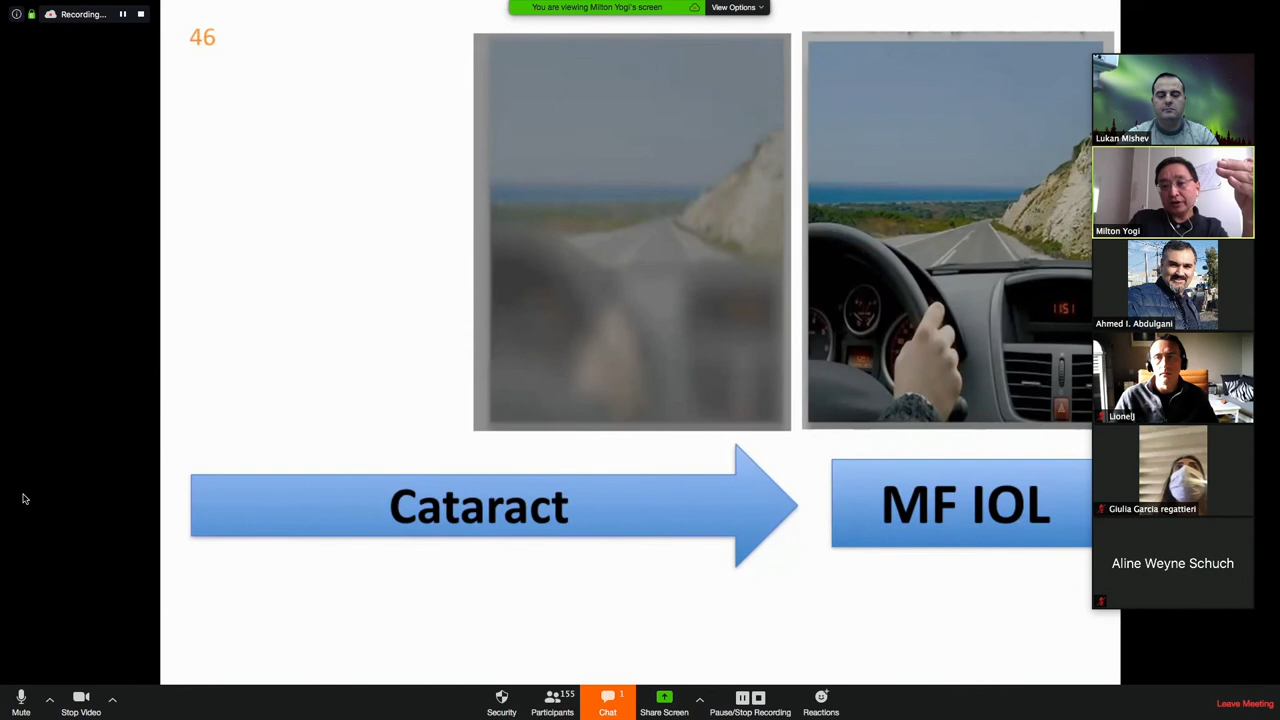 Recording...
You are viewing Milton Yogi's screen
View Options
46
1151
Cataract
MF IOL
Lukan Mishev
Milton Yogi
Ahmed I. Abdulgani
LionelJ
Giulia Garcia regattieri
Aline Weyne Schuch
Mute
Stop Video
Security
155
Participants
1
Chat
Share Screen
Pause/Stop Recording
Reactions
Leave Meeting